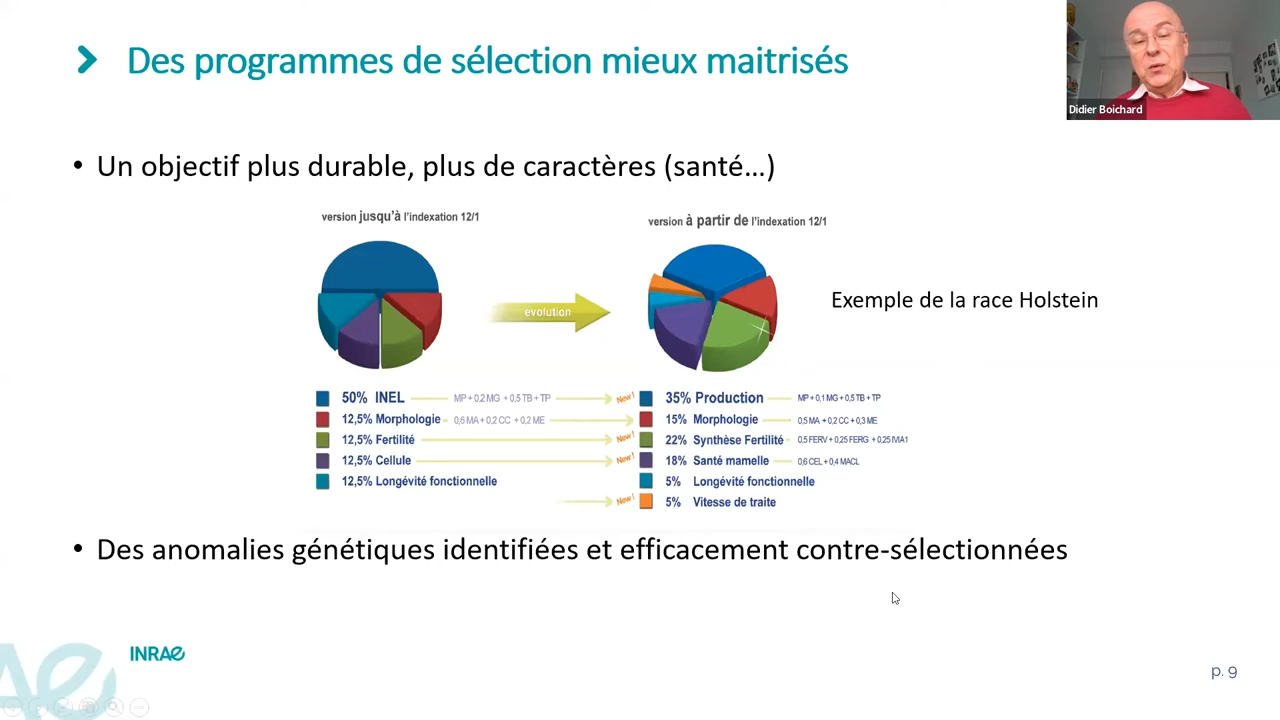 Des programmes de sélection mieux maitrisés
Didier Boichard
• Un objectif plus durable, plus de caractères (santé…)
version jusqu'à l'indexation 12/1
version à partir de l'indexation 12/1
evolution
Exemple de la race Holstein
50% INEL MP + 0,2 MG + 0,5 TB + TP New! 35% Production MP + 0,1 MG + 0,5 TB + TP
12,5% Morphologie 0,6 MA + 0,2 CC + 0,2 ME 15% Morphologie 0,5 MA + 0,2 CC + 0,3 ME
12,5% Fertilité New! 22% Synthèse Fertilité 0,5 FERV + 0,25 FERG + 0,25 IVIA1
12,5% Cellule New! 18% Santé mamelle 0,6 CEL + 0,4 MACL
12,5% Longévité fonctionnelle 5% Longévité fonctionnelle
New! 5% Vitesse de traite
• Des anomalies génétiques identifiées et efficacement contre-sélectionnées
INRAE
p. 9